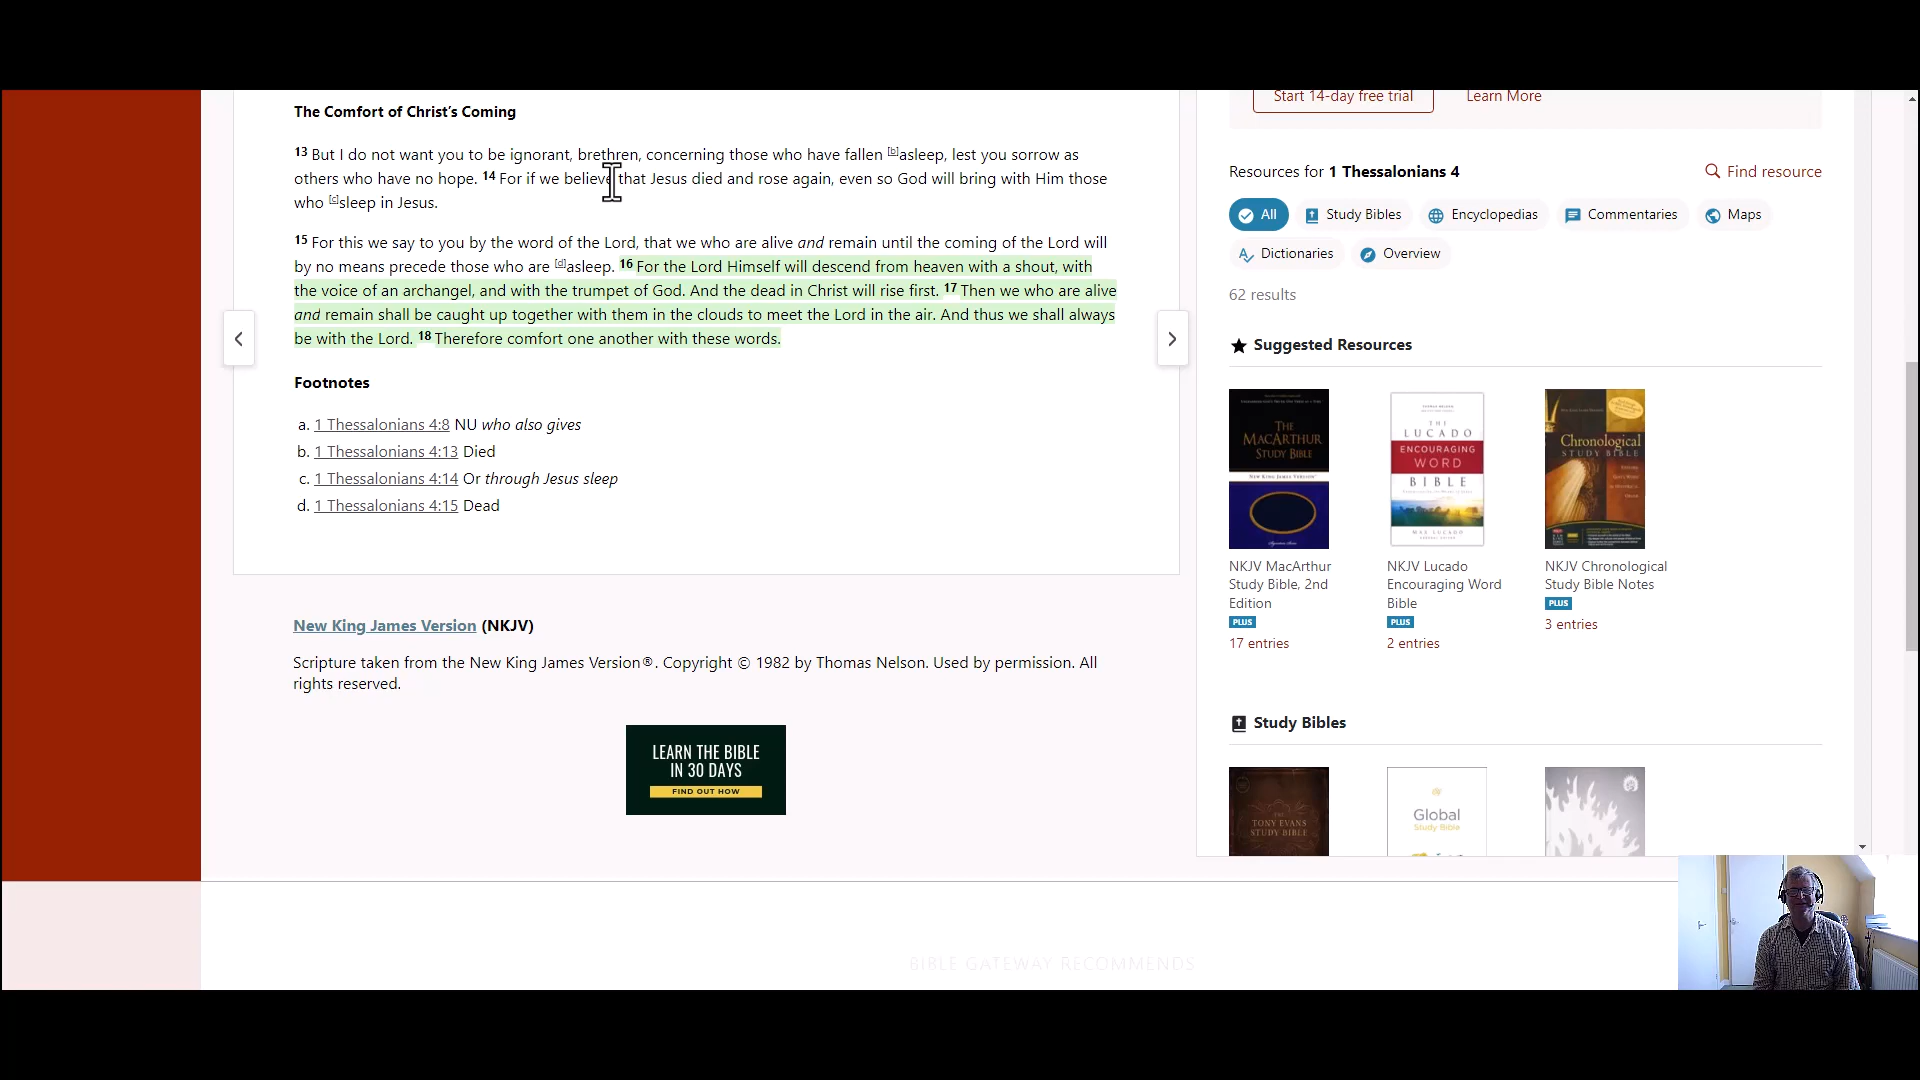 The Comfort of Christ's Coming
13 But I do not want you to be ignorant, brethren, concerning those who have fallen [b]asleep, lest you sorrow as
others who have no hope. 14 For if we believe that Jesus died and rose again, even so God will bring with Him those
who [c]sleep in Jesus.
15 For this we say to you by the word of the Lord, that we who are alive and remain until the coming of the Lord will
by no means precede those who are [d]asleep. 16 For the Lord Himself will descend from heaven with a shout, with
the voice of an archangel, and with the trumpet of God. And the dead in Christ will rise first. 17 Then we who are alive
and remain shall be caught up together with them in the clouds to meet the Lord in the air. And thus we shall always
be with the Lord. 18 Therefore comfort one another with these words.
Footnotes
a. 1 Thessalonians 4:8 NU who also gives
b. 1 Thessalonians 4:13 Died
c. 1 Thessalonians 4:14 Or through Jesus sleep
d. 1 Thessalonians 4:15 Dead
New King James Version (NKJV)
Scripture taken from the New King James Version®. Copyright © 1982 by Thomas Nelson. Used by permission. All
rights reserved.
LEARN THE BIBLE
IN 30 DAYS
FIND OUT HOW
Start 14-day free trial Learn More
Resources for 1 Thessalonians 4 Find resource
All Study Bibles Encyclopedias Commentaries Maps
Dictionaries Overview
62 results
Suggested Resources
THE
MACARTHUR
STUDY BIBLE
NEW KING JAMES VERSION
THE
LUCADO
ENCOURAGING
WORD
BIBLE
MAX LUCADO
Chronological
STUDY BIBLE
NKJV MacArthur
Study Bible, 2nd
Edition
PLUS
17 entries
NKJV Lucado
Encouraging Word
Bible
PLUS
2 entries
NKJV Chronological
Study Bible Notes
PLUS
3 entries
Study Bibles
THE
TONY EVANS
STUDY BIBLE
Global
Study Bible
BIBLE GATEWAY RECOMMENDS